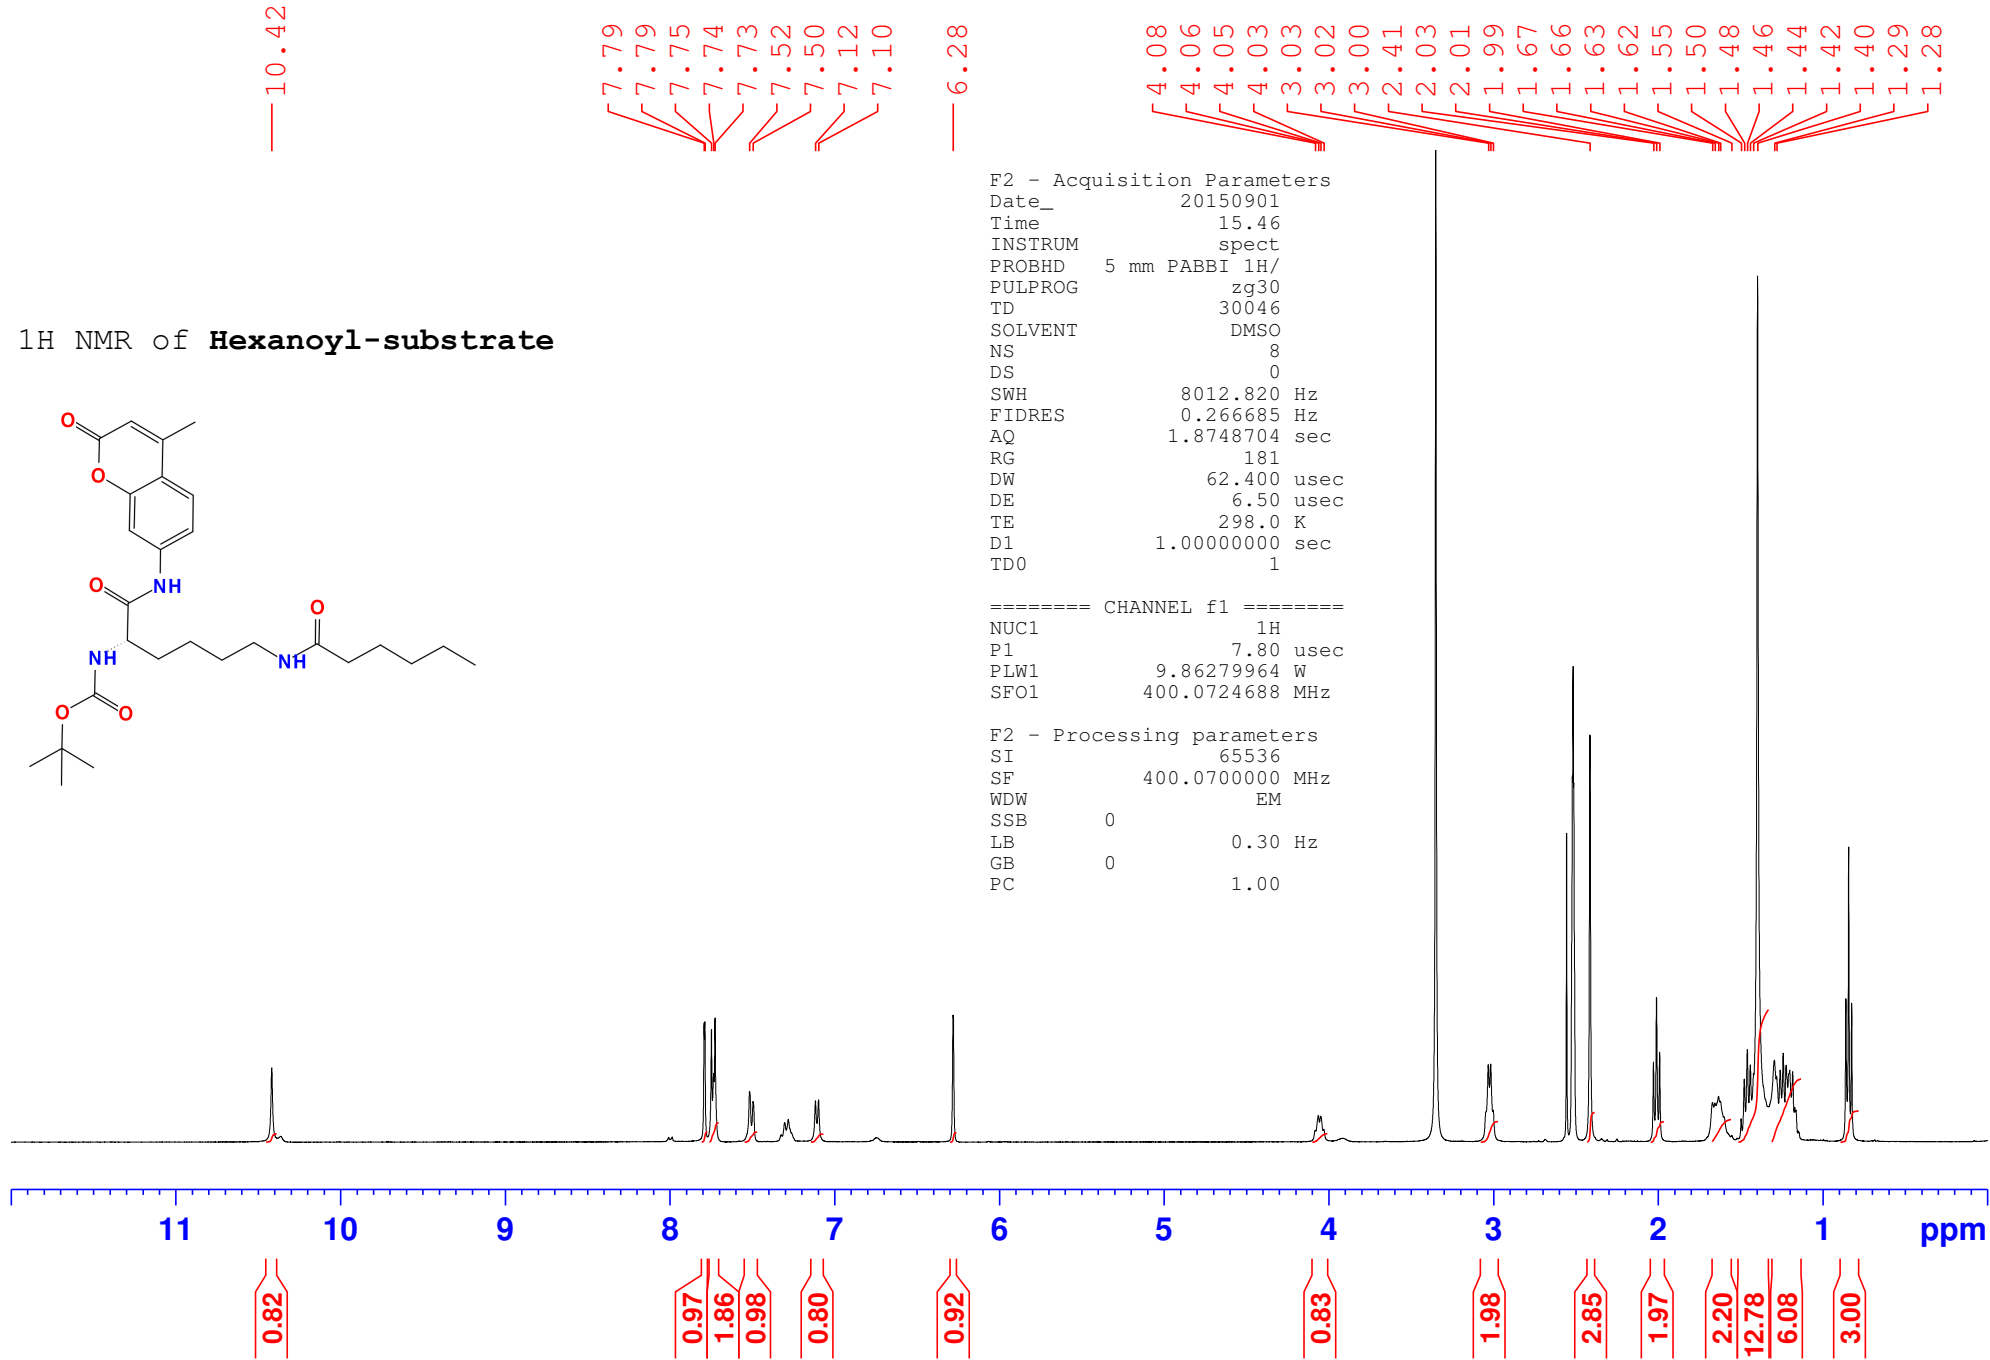 10.42
7.79
7.79
7.75
7.74
7.73
7.52
7.50
7.12
7.10
6.28
4.08
4.06
4.05
4.03
3.03
3.02
3.00
2.41
2.03
2.01
1.99
1.67
1.66
1.63
1.62
1.55
1.50
1.48
1.46
1.44
1.42
1.40
1.29
1.28
1H NMR of Hexanoyl-substrate
O
O
O
NH
O
NH
NH
O
O
F2 - Acquisition Parameters
Date_ 20150901
Time 15.46
INSTRUM spect
PROBHD 5 mm PABBI 1H/
PULPROG zg30
TD 30046
SOLVENT DMSO
NS 8
DS 0
SWH 8012.820 Hz
FIDRES 0.266685 Hz
AQ 1.8748704 sec
RG 181
DW 62.400 usec
DE 6.50 usec
TE 298.0 K
D1 1.00000000 sec
TD0 1
======== CHANNEL f1 ========
NUC1 1H
P1 7.80 usec
PLW1 9.86279964 W
SFO1 400.0724688 MHz
F2 - Processing parameters
SI 65536
SF 400.0700000 MHz
WDW EM
SSB 0
LB 0.30 Hz
GB 0
PC 1.00
11 10 9 8 7 6 5 4 3 2 1 ppm
0.82
0.97
1.86
0.98
0.80
0.92
0.83
1.98
2.85
1.97
2.20
12.78
6.08
3.00